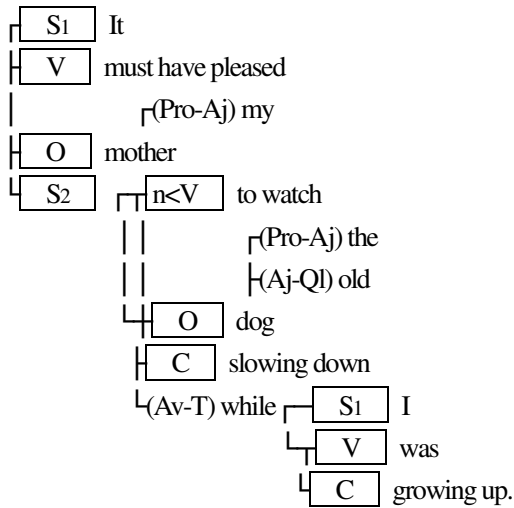 S1 It
V must have pleased
(Pro-Aj) my
O mother
S2 n<V to watch
(Pro-Aj) the
(Aj-Ql) old
O dog
C slowing down
(Av-T) while S1 I
V was
C growing up.